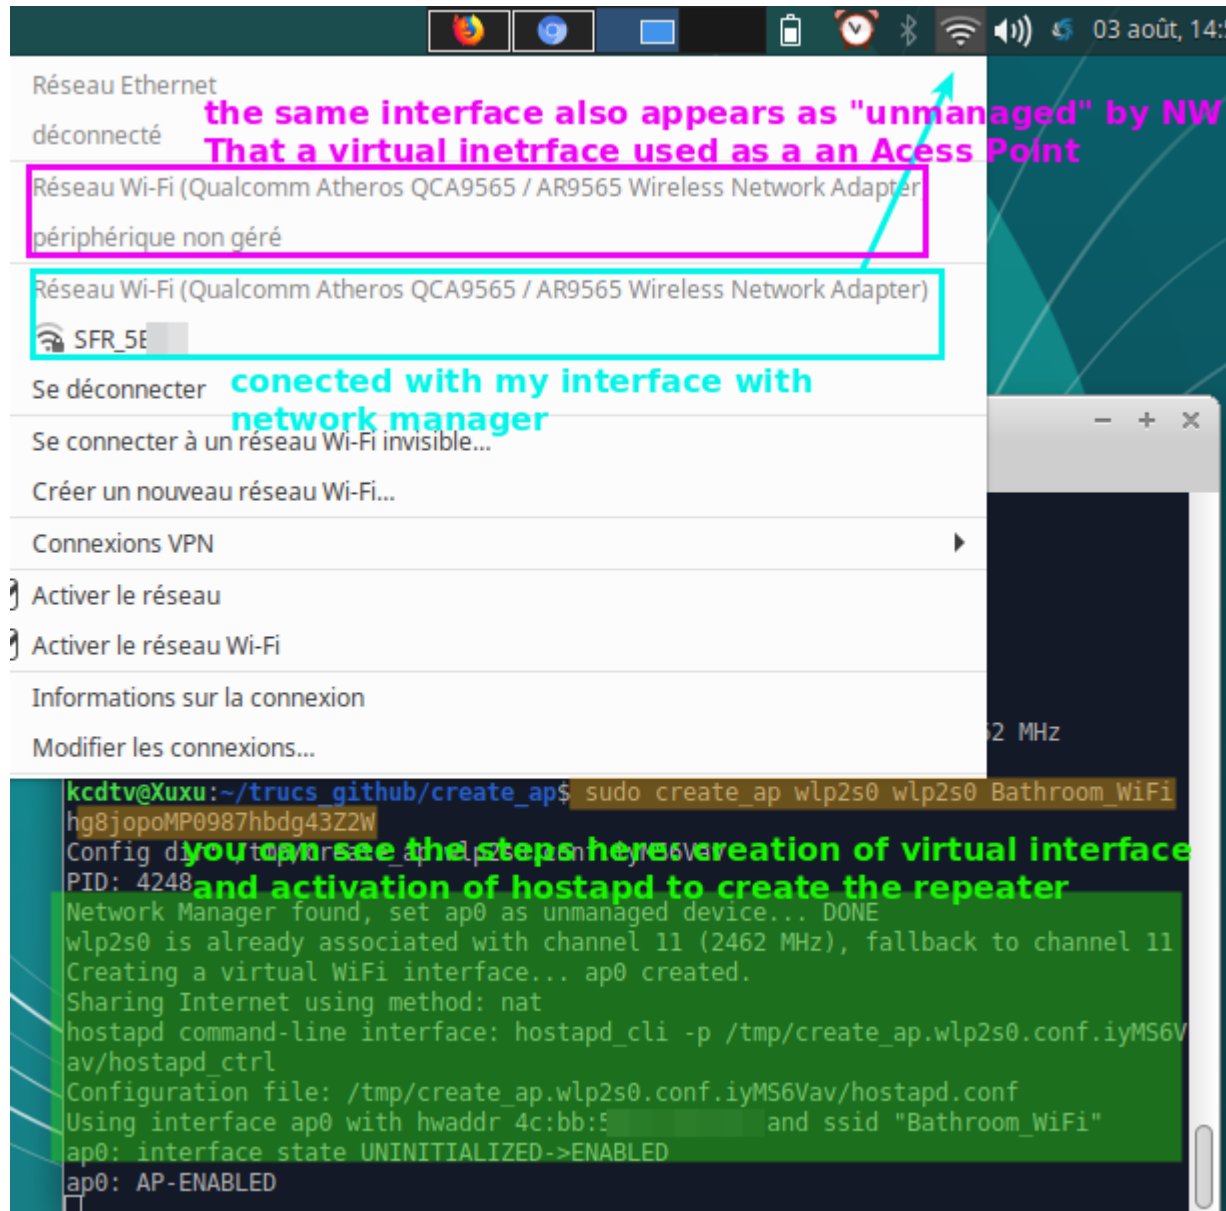 03 août, 14:5
Réseau Ethernet
the same interface also appears as "unmanaged" by NW
déconnecté
That a virtual inetrface used as a an Acess Point
Réseau Wi-Fi (Qualcomm Atheros QCA9565 / AR9565 Wireless Network Adapter)
périphérique non géré
Réseau Wi-Fi (Qualcomm Atheros QCA9565 / AR9565 Wireless Network Adapter)
SFR_5E
Se déconnecter
conected with my interface with
network manager
Se connecter à un réseau Wi-Fi invisible...
Créer un nouveau réseau Wi-Fi...
Connexions VPN
Activer le réseau
Activer le réseau Wi-Fi
Informations sur la connexion
Modifier les connexions...
52 MHz
kcdtv@Xuxu:~/trucs_github/create_ap$ sudo create_ap wlp2s0 wlp2s0 Bathroom_WiFi
hg8jopoMP0987hbdg43Z2W
Config dir: /tmp/create_ap.wlp2s0.conf.iyMS6Vav
you can see the steps here: creation of virtual interface
PID: 4248
and activation of hostapd to create the repeater
Network Manager found, set ap0 as unmanaged device... DONE
wlp2s0 is already associated with channel 11 (2462 MHz), fallback to channel 11
Creating a virtual WiFi interface... ap0 created.
Sharing Internet using method: nat
hostapd command-line interface: hostapd_cli -p /tmp/create_ap.wlp2s0.conf.iyMS6V
av/hostapd_ctrl
Configuration file: /tmp/create_ap.wlp2s0.conf.iyMS6Vav/hostapd.conf
Using interface ap0 with hwaddr 4c:bb:5 and ssid "Bathroom_WiFi"
ap0: interface state UNINITIALIZED->ENABLED
ap0: AP-ENABLED